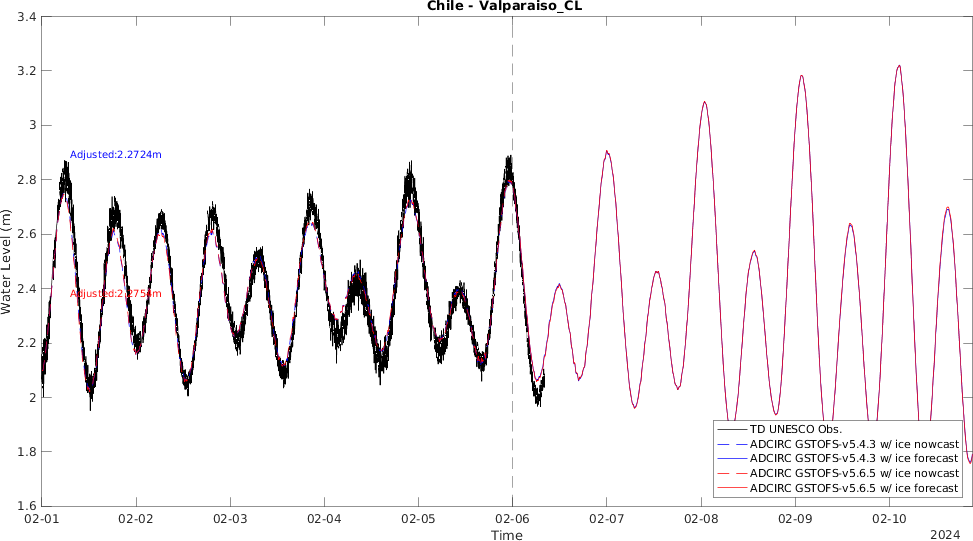 Chile - Valparaiso_CL
3.4
3.2
3
2.8
2.6
2.4
2.2
2
1.8
1.6
Water Level (m)
Adjusted:2.2724m
Adjusted:2.2758m
TD UNESCO Obs.
ADCIRC GSTOFS-v5.4.3 w/ ice nowcast
ADCIRC GSTOFS-v5.4.3 w/ ice forecast
ADCIRC GSTOFS-v5.6.5 w/ ice nowcast
ADCIRC GSTOFS-v5.6.5 w/ ice forecast
02-01 02-02 02-03 02-04 02-05 02-06 02-07 02-08 02-09 02-10
Time
2024